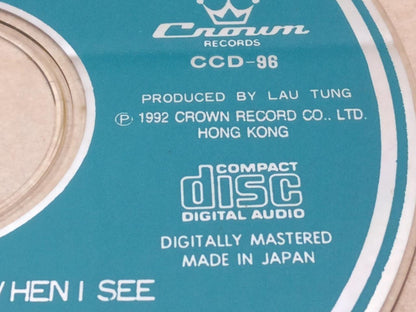 Crown
RECORDS
CCD-96
PRODUCED BY LAU TUNG
Ⓟ 1992 CROWN RECORD CO., LTD.
HONG KONG
COMPACT
disc
DIGITAL AUDIO
DIGITALLY MASTERED
MADE IN JAPAN
HEN I SEE